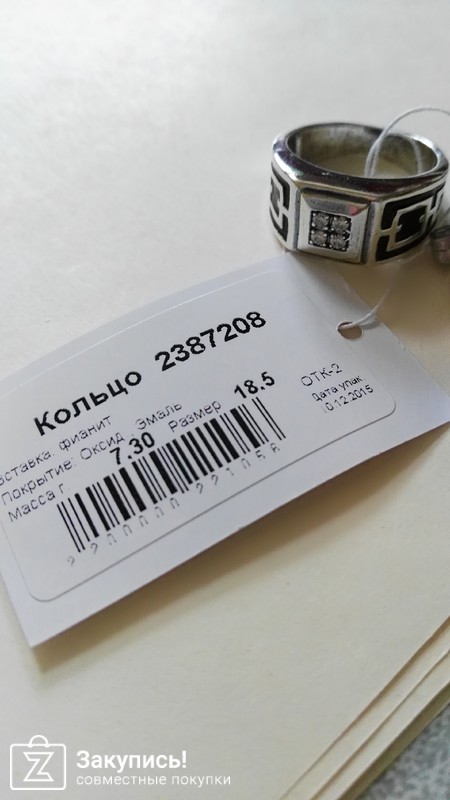 Кольцо 2387208
вставка: фианит
Покрытие: Оксид Эмаль
Масса г 7.30 Размер 18.5
ОТК-2
Дата упак
10.12.2015
Закупись!
совместные покупки